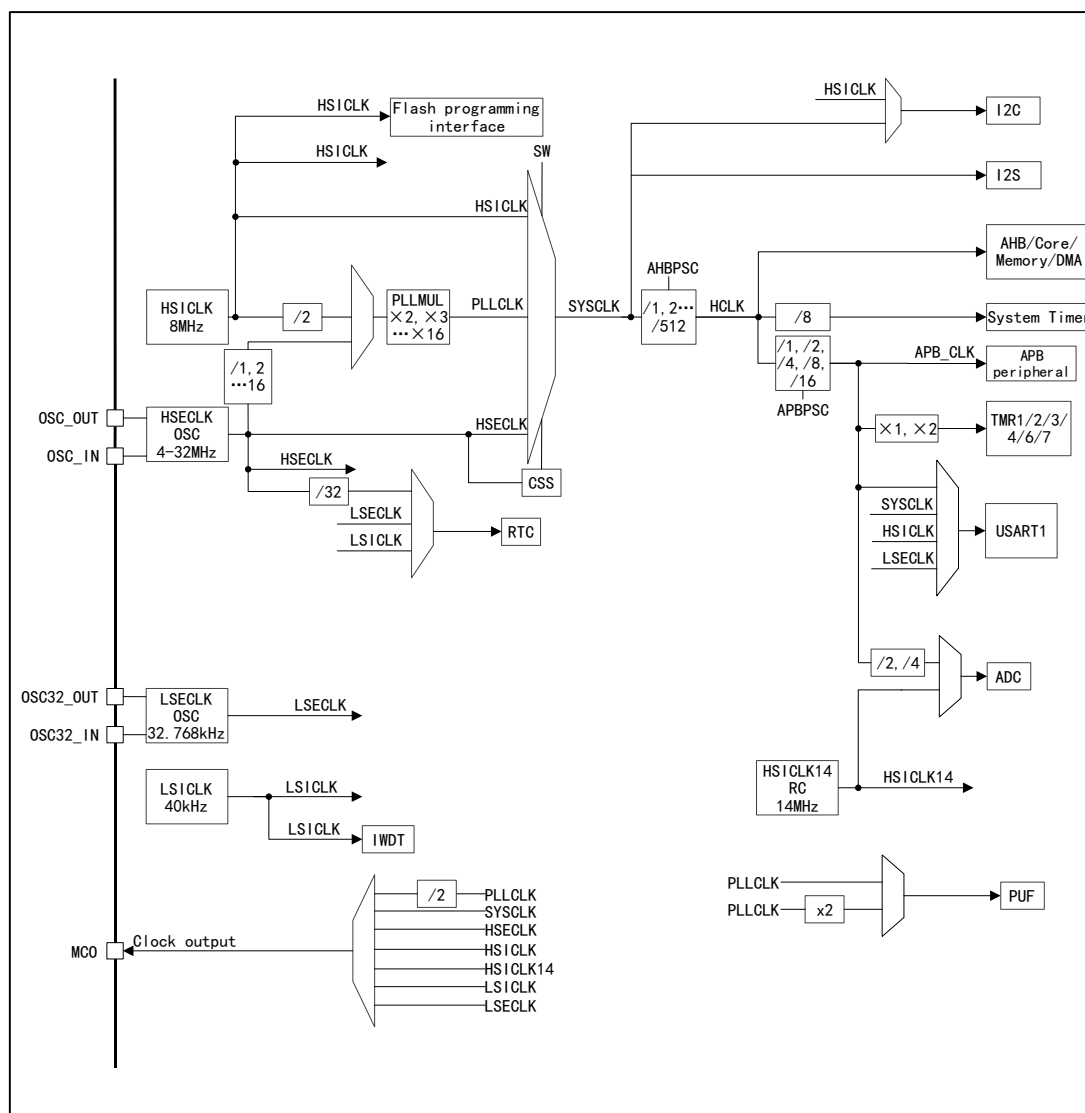 HSICLK
Flash programming
interface
HSICLK
SW
HSICLK
HSICLK
8MHz
/2
PLLMUL
×2, ×3
…×16
PLLCLK
/1, 2
…16
OSC_OUT
OSC_IN
HSECLK
OSC
4-32MHz
HSECLK
HSECLK
CSS
/32
LSECLK
LSICLK
RTC
SYSCLK
AHBPSC
/1, 2…
/512
HCLK
HSICLK
I2C
I2S
AHB/Core/
Memory/DMA
/8
System Timer
/1, /2,
/4, /8,
/16
APBPSC
APB_CLK
APB
peripheral
×1, ×2
TMR1/2/3/
4/6/7
SYSCLK
HSICLK
LSECLK
USART1
/2, /4
ADC
HSICLK14
RC
14MHz
HSICLK14
OSC32_OUT
OSC32_IN
LSECLK
OSC
32.768kHz
LSECLK
LSICLK
40kHz
LSICLK
LSICLK
IWDT
PLLCLK
PLLCLK
x2
PUF
MCO
Clock output
/2
PLLCLK
SYSCLK
HSECLK
HSICLK
HSICLK14
LSICLK
LSECLK